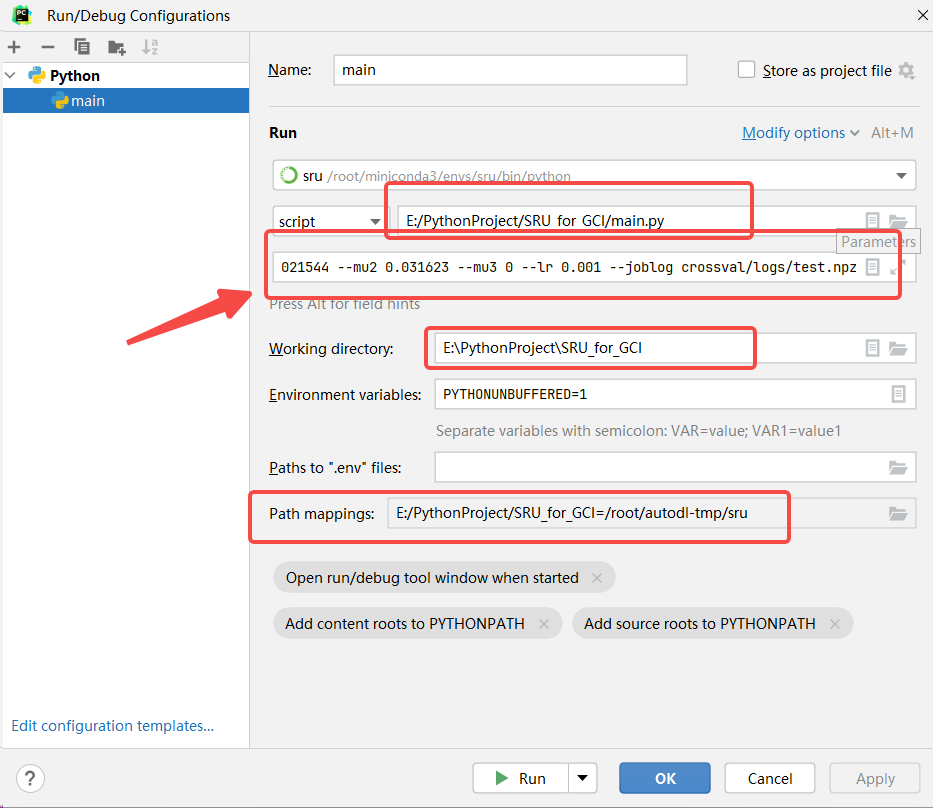 PC Run/Debug Configurations
Python
main
Name: main Store as project file
Run Modify options Alt+M
sru /root/miniconda3/envs/sru/bin/python
script E:/PythonProject/SRU_for_GCI/main.py
Parameters
021544 --mu2 0.031623 --mu3 0 --lr 0.001 --joblog crossval/logs/test.npz
Press Alt for field hints
Working directory: E:\PythonProject\SRU_for_GCI
Environment variables: PYTHONUNBUFFERED=1
Separate variables with semicolon: VAR=value; VAR1=value1
Paths to ".env" files:
Path mappings: E:/PythonProject/SRU_for_GCI=/root/autodl-tmp/sru
Open run/debug tool window when started
Add content roots to PYTHONPATH Add source roots to PYTHONPATH
Edit configuration templates...
? Run OK Cancel Apply